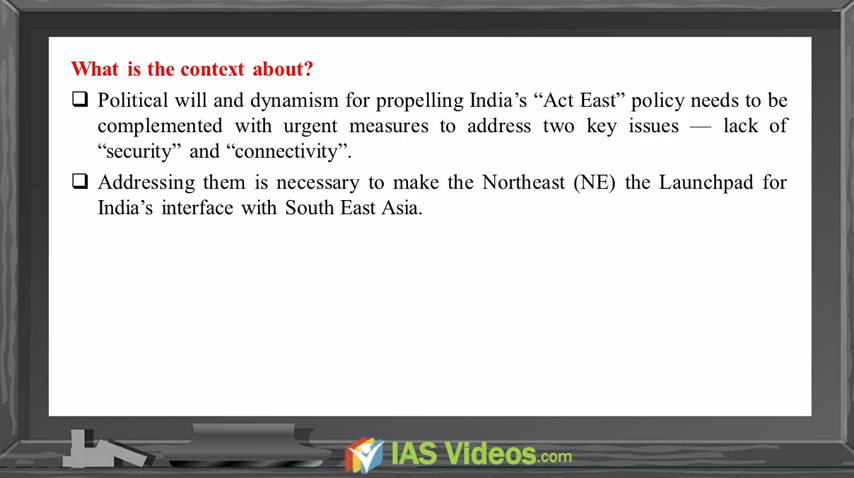 What is the context about?
❑ Political will and dynamism for propelling India’s “Act East” policy needs to be
complemented with urgent measures to address two key issues — lack of
“security” and “connectivity”.
❑ Addressing them is necessary to make the Northeast (NE) the Launchpad for
India’s interface with South East Asia.
IAS Videos.com